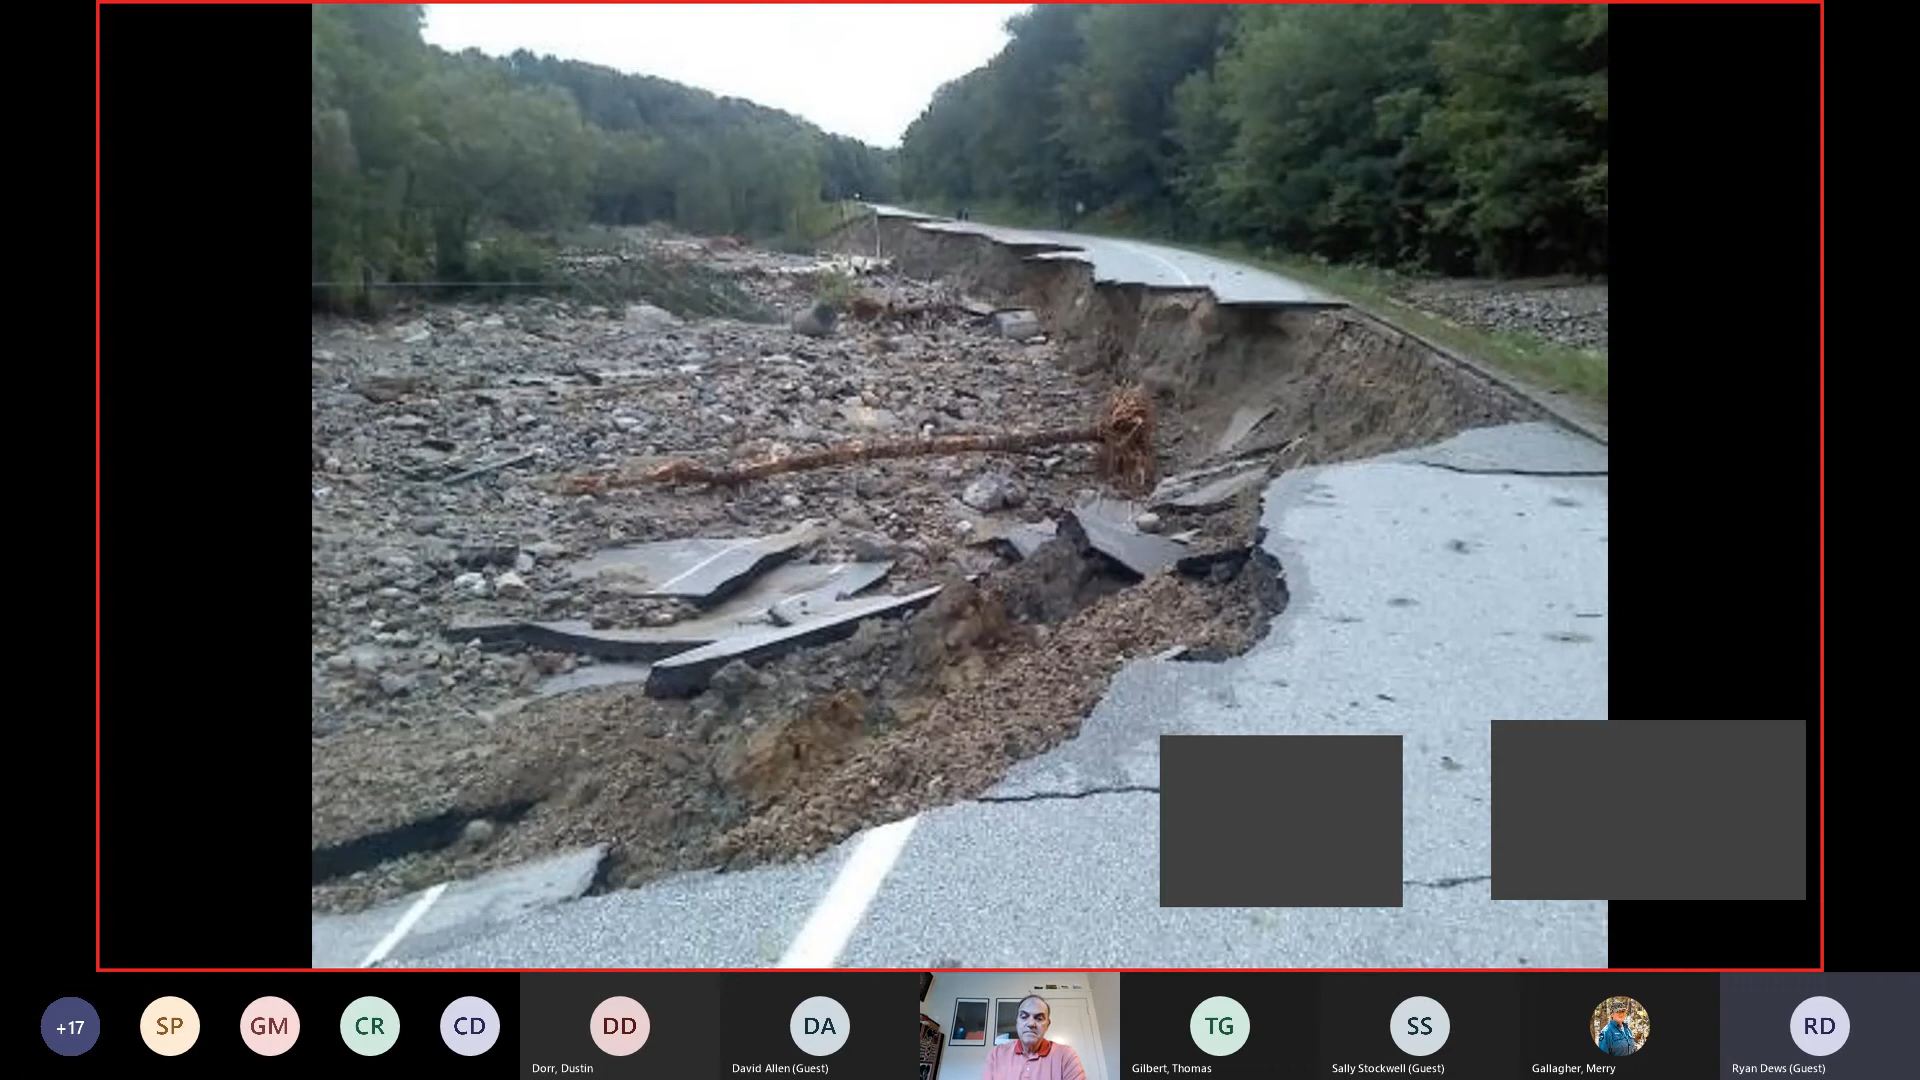 +17
SP
GM
CR
CD
DD
DA
TG
SS
RD
Dorr, Dustin
David Allen (Guest)
Gilbert, Thomas
Sally Stockwell (Guest)
Gallagher, Merry
Ryan Dews (Guest)